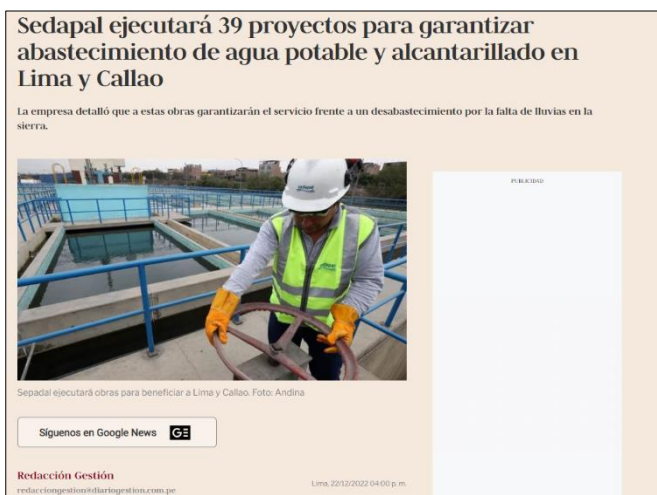 Sedapal ejecutará 39 proyectos para garantizar
abastecimiento de agua potable y alcantarillado en
Lima y Callao
La empresa detalló que a estas obras garantizarán el servicio frente a un desabastecimiento por la falta de lluvias en la
sierra.
PUBLICIDAD
Sepadal ejecutará obras para beneficiar a Lima y Callao. Foto: Andina
Síguenos en Google News
GE
Redacción Gestión
redacciongestion@diariogestion.com.pe
Lima, 22/12/2022 04:00 p. m.